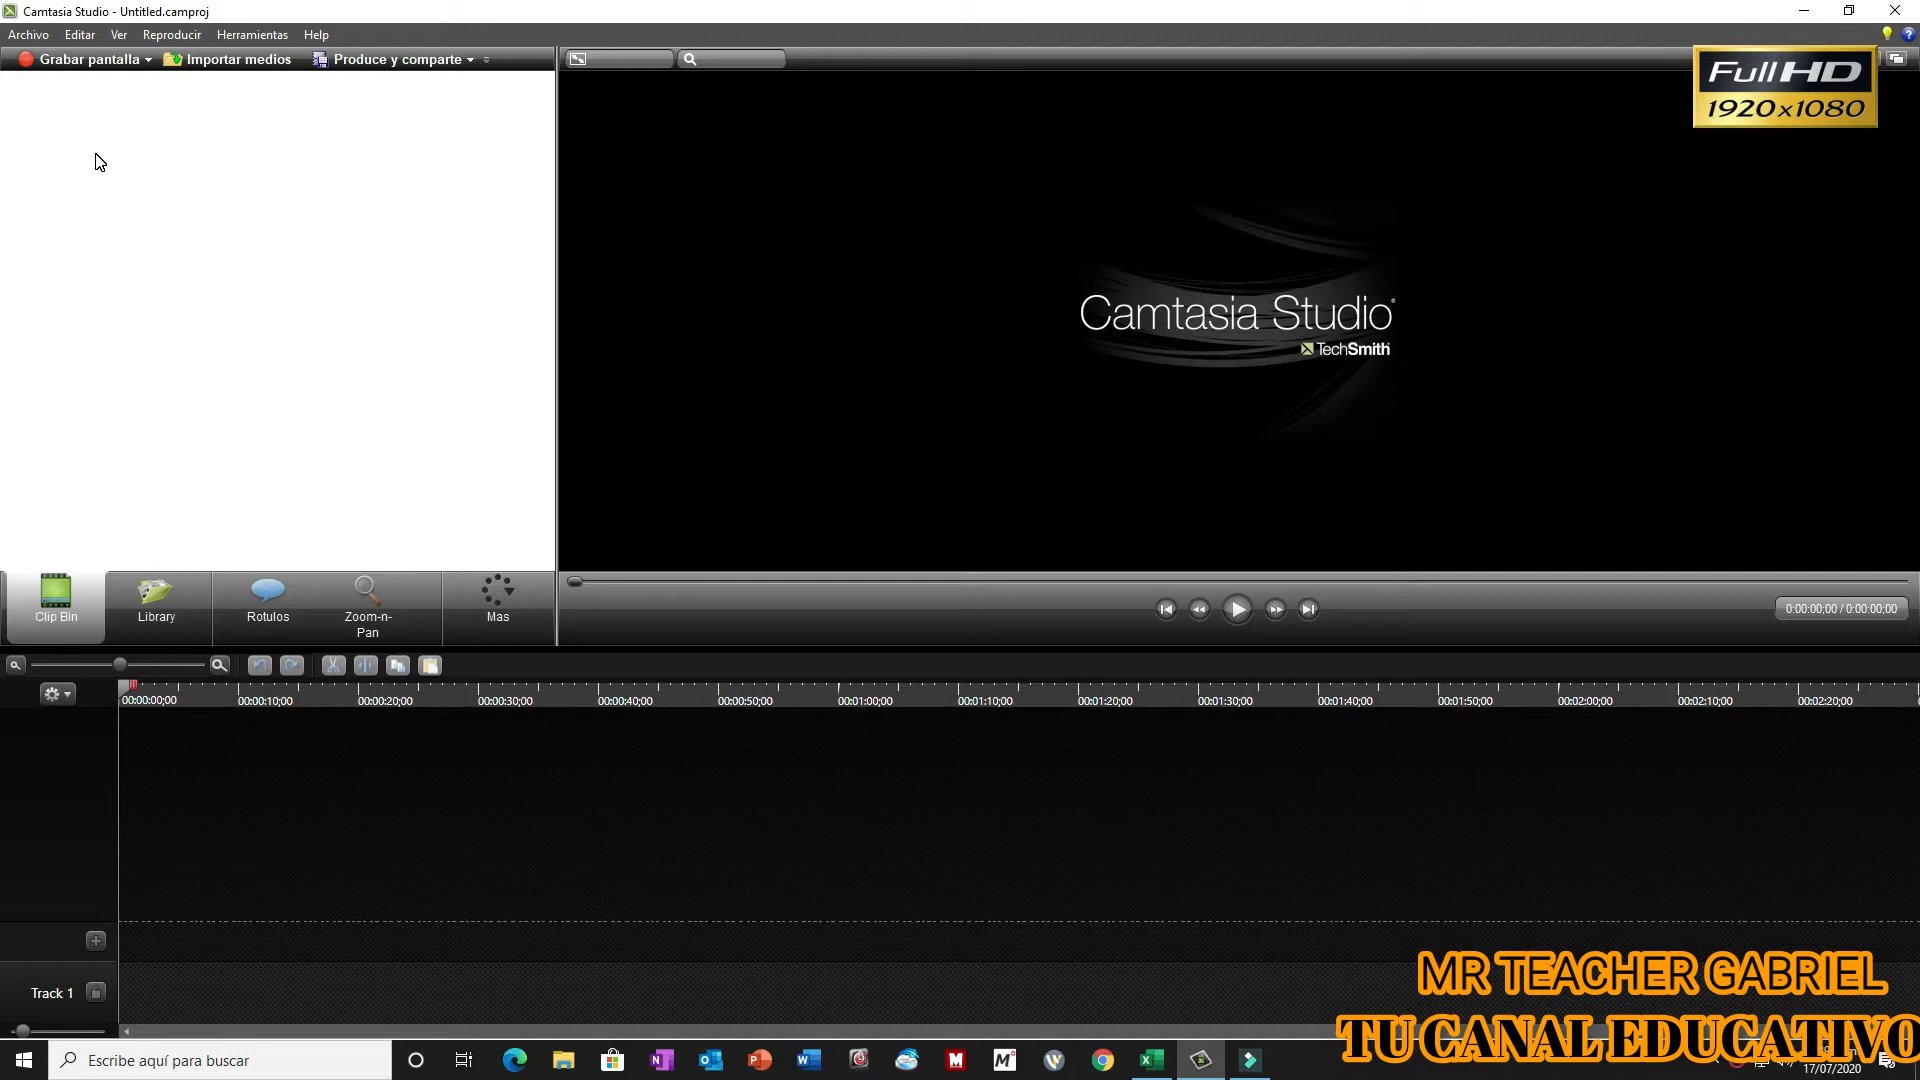 Camtasia Studio - Untitled.camproj
Archivo Editar Ver Reproducir Herramientas Help
Grabar pantalla Importar medios Produce y comparte
FullHD
1920x1080
Camtasia Studio
TechSmith
Clip Bin Library Rotulos Zoom-n-Pan Mas
0:00:00;00 / 0:00:00;00
00:00:00;00 00:00:10;00 00:00:20;00 00:00:30;00 00:00:40;00 00:00:50;00 00:01:00;00 00:01:10;00 00:01:20;00 00:01:30;00 00:01:40;00 00:01:50;00 00:02:00;00 00:02:10;00 00:02:20;00
Track 1
MR TEACHER GABRIEL
TU CANAL EDUCATIVO
Escribe aquí para buscar
17/07/2020